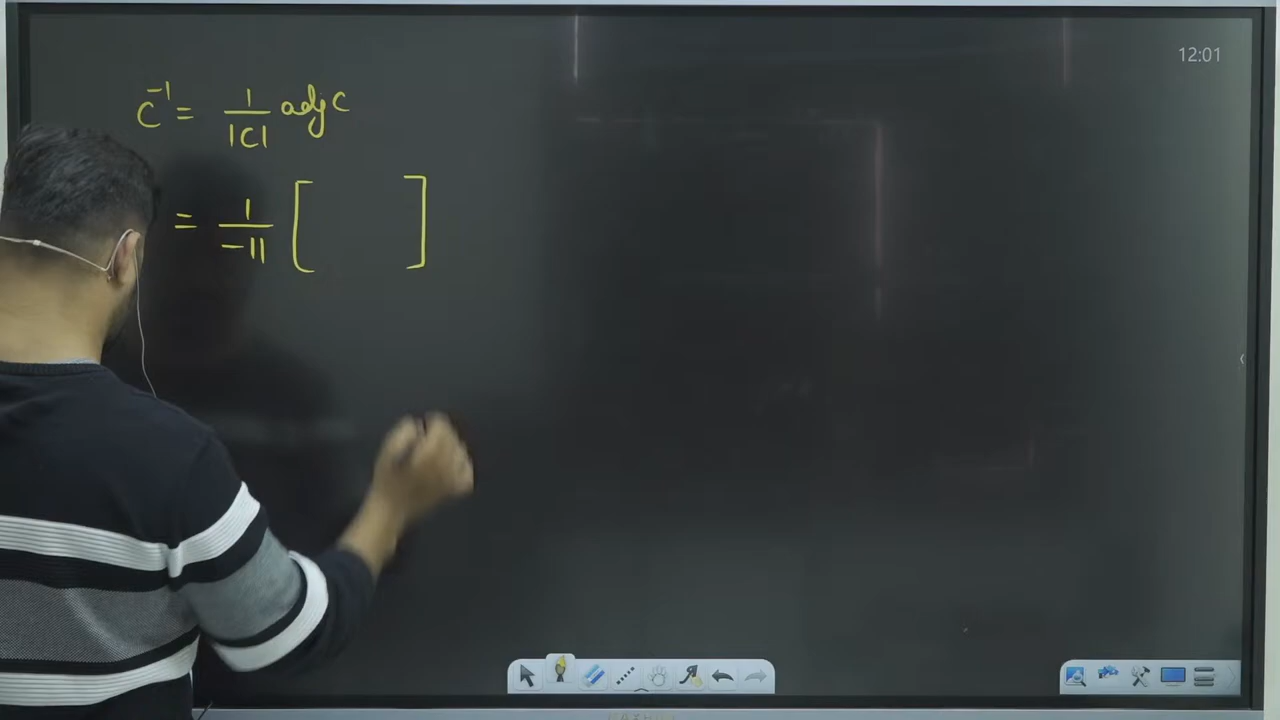 12:01
C⁻¹ = 1/|C| adj C
= 1/-11 [ ]